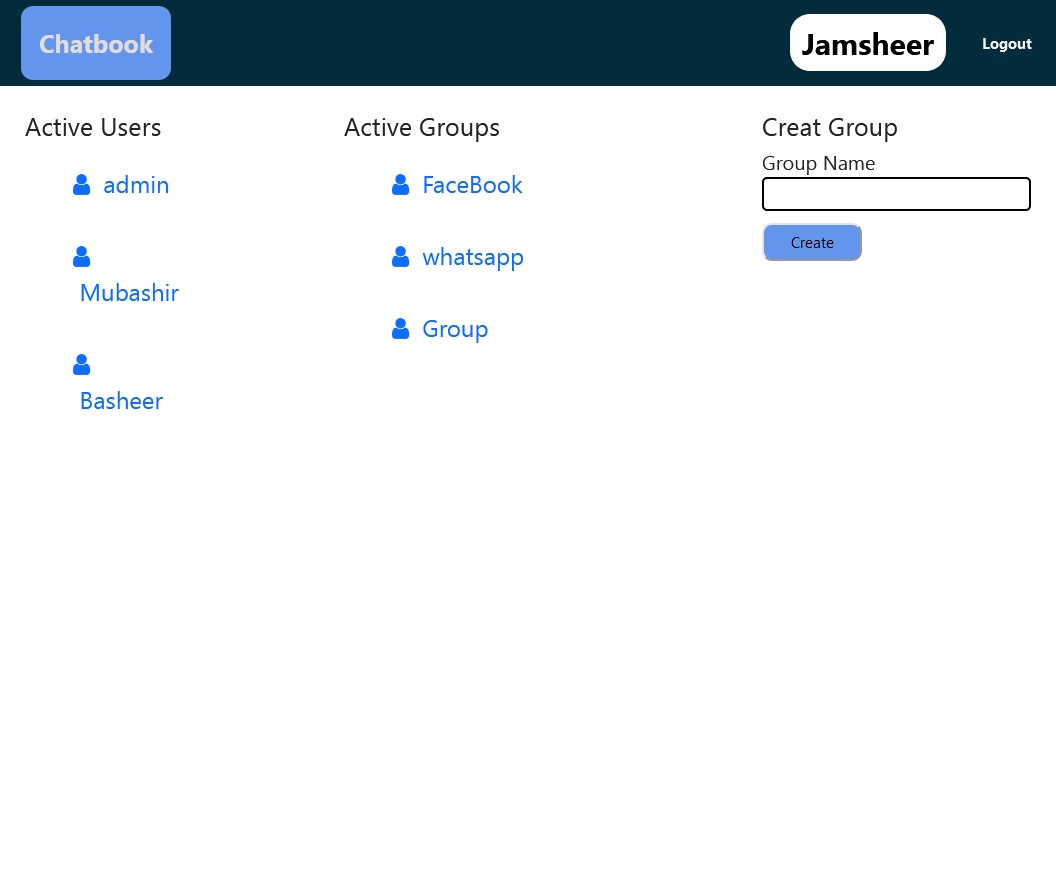 Chatbook
Jamsheer
Logout
Active Users
admin
Mubashir
Basheer
Active Groups
FaceBook
whatsapp
Group
Creat Group
Group Name
Create